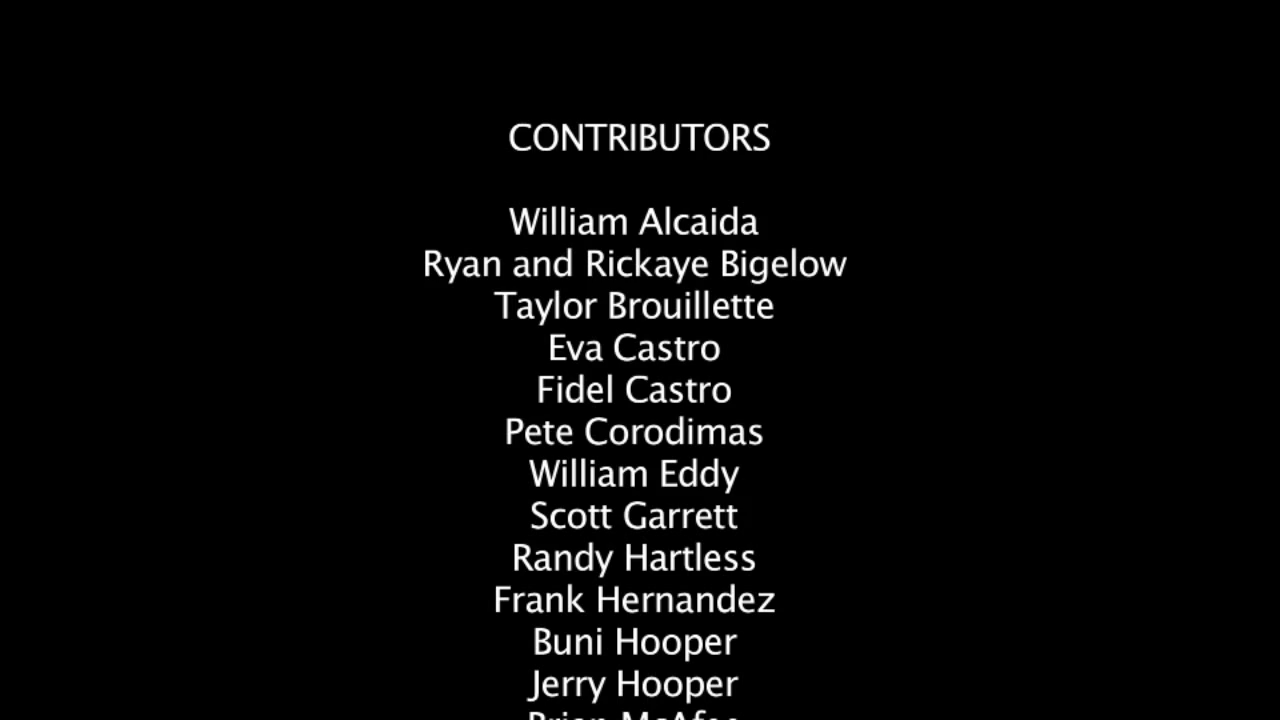 CONTRIBUTORS
William Alcaida
Ryan and Rickaye Bigelow
Taylor Brouillette
Eva Castro
Fidel Castro
Pete Corodimas
William Eddy
Scott Garrett
Randy Hartless
Frank Hernandez
Buni Hooper
Jerry Hooper